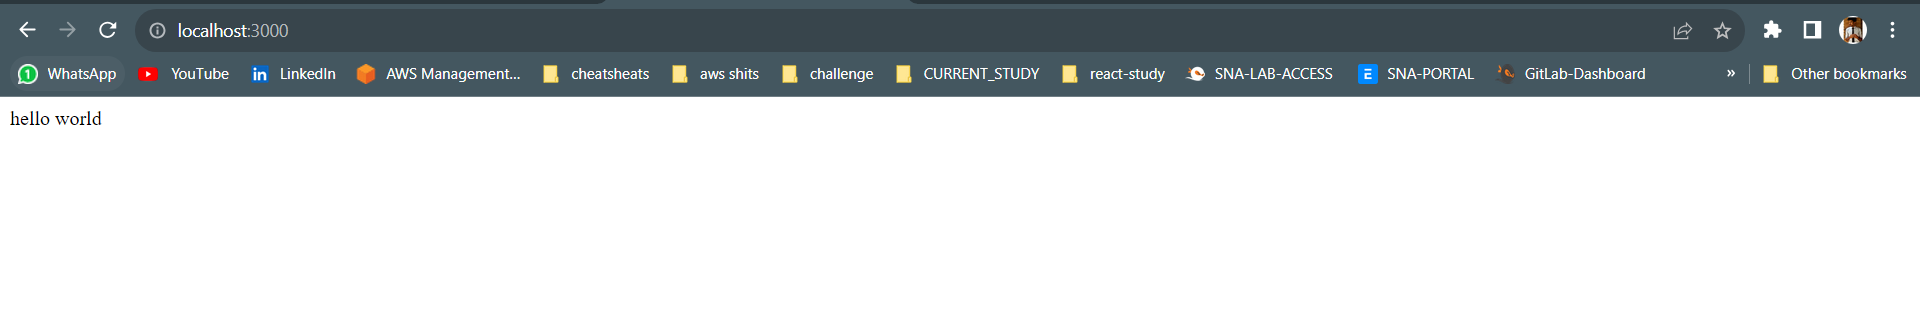 localhost:3000
WhatsApp YouTube LinkedIn AWS Management... cheatsheats aws shits challenge CURRENT_STUDY react-study SNA-LAB-ACCESS SNA-PORTAL GitLab-Dashboard » Other bookmarks
hello world